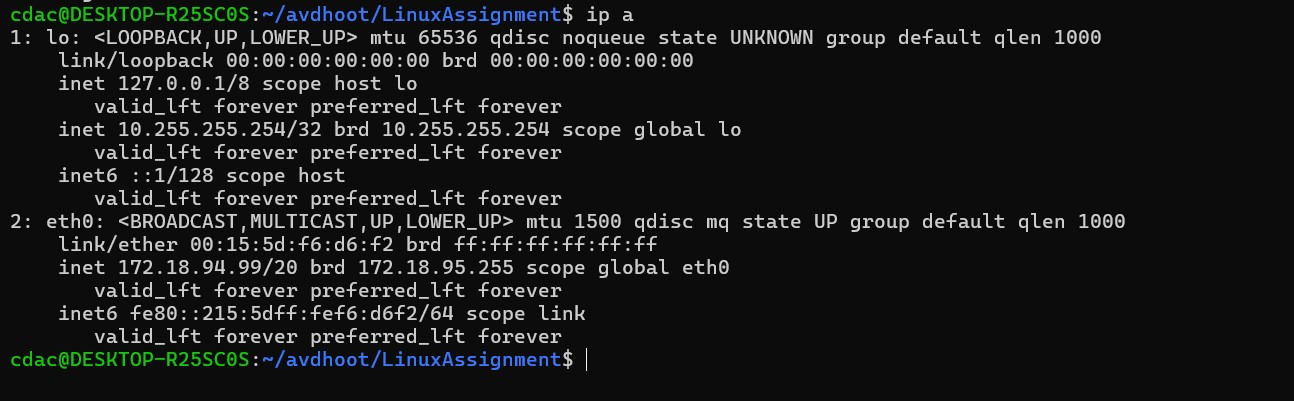 cdac@DESKTOP-R25SC0S:~/avdhoot/LinuxAssignment$ ip a
1: lo: <LOOPBACK,UP,LOWER_UP> mtu 65536 qdisc noqueue state UNKNOWN group default qlen 1000
    link/loopback 00:00:00:00:00:00 brd 00:00:00:00:00:00
    inet 127.0.0.1/8 scope host lo
       valid_lft forever preferred_lft forever
    inet 10.255.255.254/32 brd 10.255.255.254 scope global lo
       valid_lft forever preferred_lft forever
    inet6 ::1/128 scope host
       valid_lft forever preferred_lft forever
2: eth0: <BROADCAST,MULTICAST,UP,LOWER_UP> mtu 1500 qdisc mq state UP group default qlen 1000
    link/ether 00:15:5d:f6:d6:f2 brd ff:ff:ff:ff:ff:ff
    inet 172.18.94.99/20 brd 172.18.95.255 scope global eth0
       valid_lft forever preferred_lft forever
    inet6 fe80::215:5dff:fef6:d6f2/64 scope link
       valid_lft forever preferred_lft forever
cdac@DESKTOP-R25SC0S:~/avdhoot/LinuxAssignment$